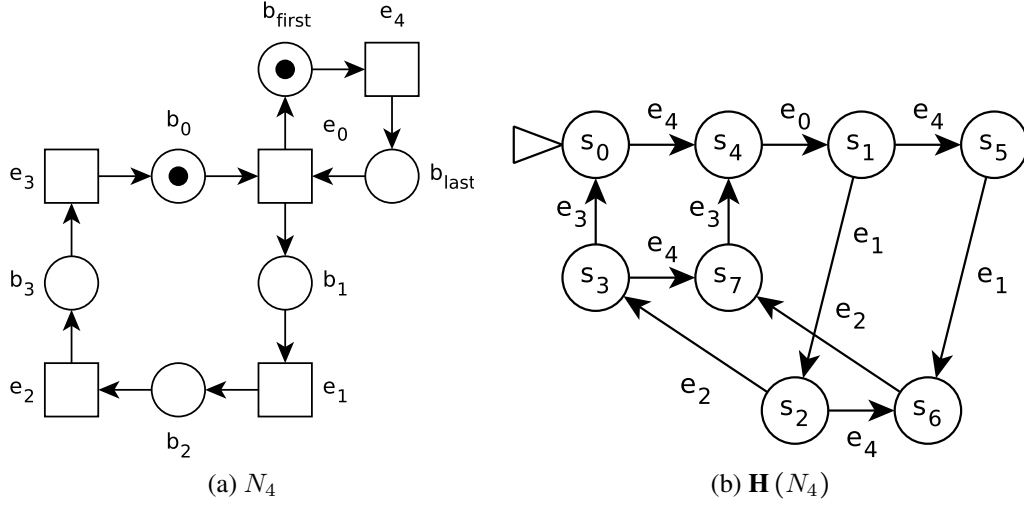 b_first e_4
b_0 e_0
e_3 b_last
b_3 b_1
e_2 e_1
b_2
(a) N_4
s_0 e_4 s_4 e_0 s_1 e_4 s_5
e_3 e_3 e_1
s_3 e_4 s_7 e_1
e_2
e_2
s_2 e_4 s_6
(b) H (N_4)